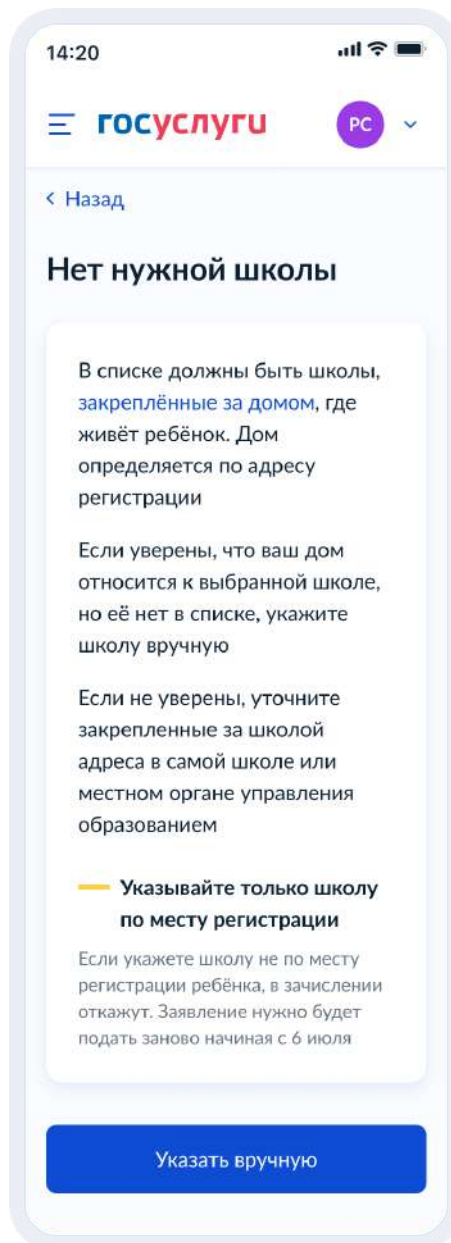 14:20
госуслуги
РС
Назад
Нет нужной школы
В списке должны быть школы,
закреплённые за домом, где
живёт ребёнок. Дом
определяется по адресу
регистрации
Если уверены, что ваш дом
относится к выбранной школе,
но её нет в списке, укажите
школу вручную
Если не уверены, уточните
закрепленные за школой
адреса в самой школе или
местном органе управления
образованием
Указывайте только школу
по месту регистрации
Если укажете школу не по месту
регистрации ребёнка, в зачислении
откажут. Заявление нужно будет
подать заново начиная с 6 июля
Указать вручную